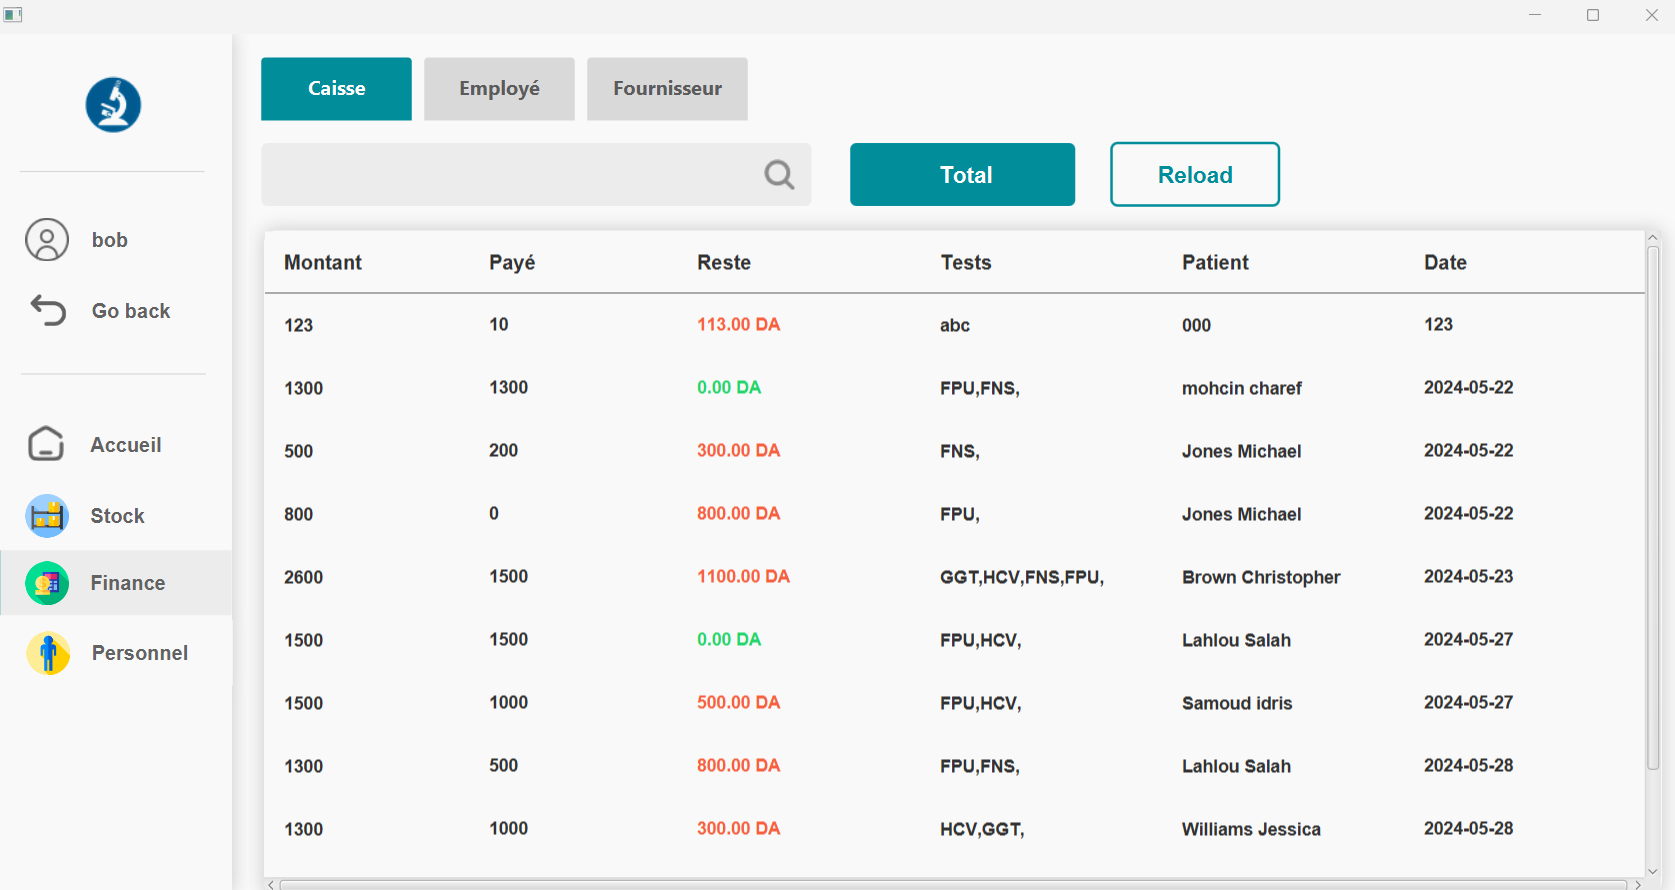 Caisse Employé Fournisseur
Total Reload
bob
Go back
Accueil
Stock
Finance
Personnel
Montant Payé Reste Tests Patient Date
123 10 113.00 DA abc 000 123
1300 1300 0.00 DA FPU,FNS, mohcin charef 2024-05-22
500 200 300.00 DA FNS, Jones Michael 2024-05-22
800 0 800.00 DA FPU, Jones Michael 2024-05-22
2600 1500 1100.00 DA GGT,HCV,FNS,FPU, Brown Christopher 2024-05-23
1500 1500 0.00 DA FPU,HCV, Lahlou Salah 2024-05-27
1500 1000 500.00 DA FPU,HCV, Samoud idris 2024-05-27
1300 500 800.00 DA FPU,FNS, Lahlou Salah 2024-05-28
1300 1000 300.00 DA HCV,GGT, Williams Jessica 2024-05-28